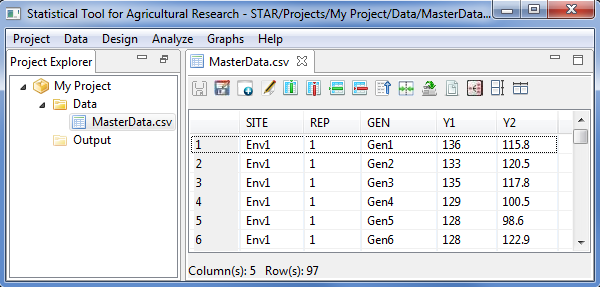 Statistical Tool for Agricultural Research - STAR/Projects/My Project/Data/MasterData...
Project Data Design Analyze Graphs Help
Project Explorer
My Project
Data
MasterData.csv
Output
MasterData.csv
SITE REP GEN Y1 Y2
1 Env1 1 Gen1 136 115.8
2 Env1 1 Gen2 133 120.5
3 Env1 1 Gen3 135 117.8
4 Env1 1 Gen4 129 100.5
5 Env1 1 Gen5 128 98.6
6 Env1 1 Gen6 128 122.9
Column(s): 5 Row(s): 97